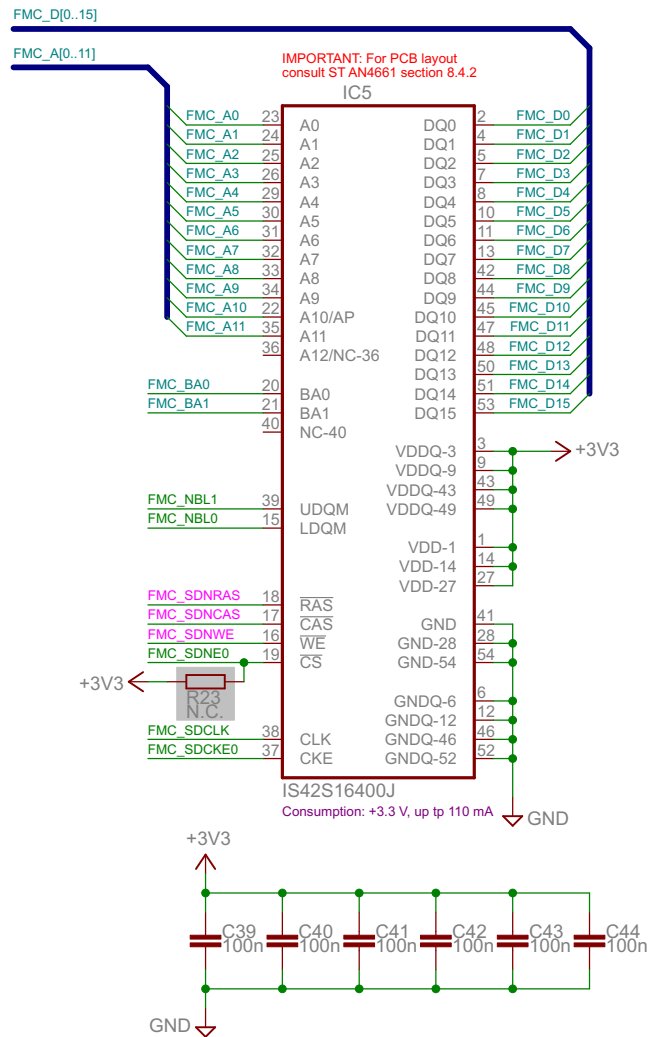 FMC_D[0..15]
FMC_A[0..11]
IMPORTANT: For PCB layout
consult ST AN4661 section 8.4.2
IC5
FMC_A0 23 A0 DQ0 2 FMC_D0
FMC_A1 24 A1 DQ1 4 FMC_D1
FMC_A2 25 A2 DQ2 5 FMC_D2
FMC_A3 26 A3 DQ3 7 FMC_D3
FMC_A4 29 A4 DQ4 8 FMC_D4
FMC_A5 30 A5 DQ5 10 FMC_D5
FMC_A6 31 A6 DQ6 11 FMC_D6
FMC_A7 32 A7 DQ7 13 FMC_D7
FMC_A8 33 A8 DQ8 42 FMC_D8
FMC_A9 34 A9 DQ9 44 FMC_D9
FMC_A10 22 A10/AP DQ10 45 FMC_D10
FMC_A11 35 A11 DQ11 47 FMC_D11
36 A12/NC-36 DQ12 48 FMC_D12
DQ13 50 FMC_D13
FMC_BA0 20 BA0 DQ14 51 FMC_D14
FMC_BA1 21 BA1 DQ15 53 FMC_D15
40 NC-40
VDDQ-3 3 +3V3
VDDQ-9 9
VDDQ-43 43
FMC_NBL1 39 UDQM VDDQ-49 49
FMC_NBL0 15 LDQM
VDD-1 1
VDD-14 14
VDD-27 27
FMC_SDNRAS 18 RAS
FMC_SDNCAS 17 CAS GND 41
FMC_SDNWE 16 WE GND-28 28
FMC_SDNE0 19 CS GND-54 54
+3V3
R23
N.C.
GNDQ-6 6
GNDQ-12 12
FMC_SDCLK 38 CLK GNDQ-46 46
FMC_SDCKE0 37 CKE GNDQ-52 52
IS42S16400J
Consumption: +3.3 V, up tp 110 mA
GND
+3V3
C39 C40 C41 C42 C43 C44
100n 100n 100n 100n 100n 100n
GND